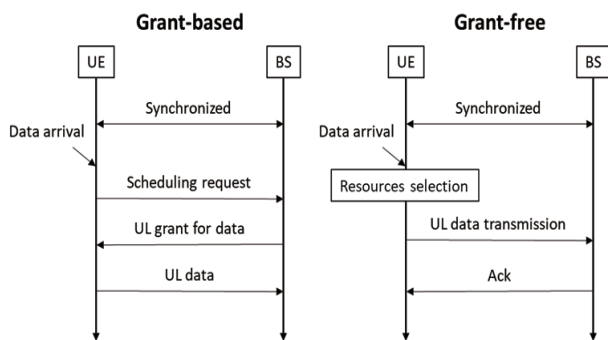 Grant-based
UE
BS
Synchronized
Data arrival
Scheduling request
UL grant for data
UL data
Grant-free
UE
BS
Synchronized
Data arrival
Resources selection
UL data transmission
Ack